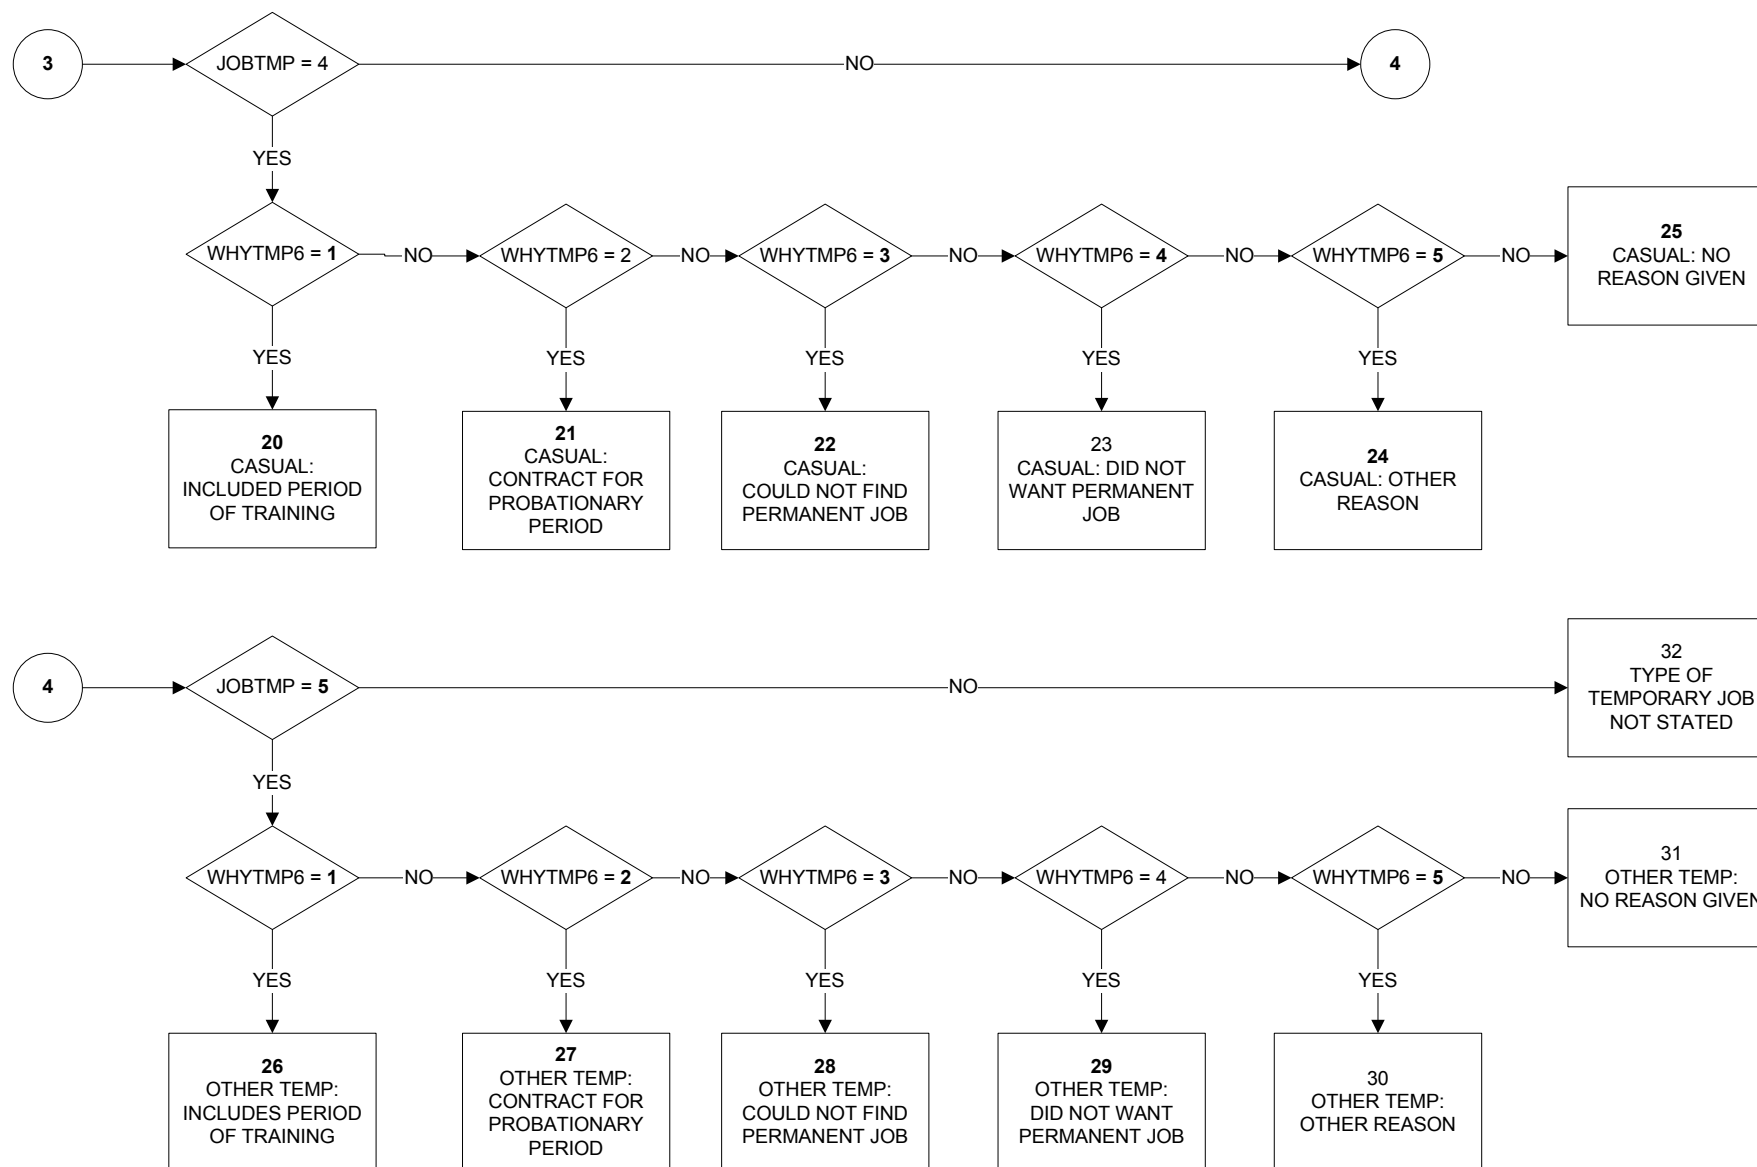 3
JOBTMP = 4
NO
4
YES
WHYTMP6 = 1
NO
WHYTMP6 = 2
NO
WHYTMP6 = 3
NO
WHYTMP6 = 4
NO
WHYTMP6 = 5
NO
25
CASUAL: NO
REASON GIVEN
YES
YES
YES
YES
YES
20
CASUAL:
INCLUDED PERIOD
OF TRAINING
21
CASUAL:
CONTRACT FOR
PROBATIONARY
PERIOD
22
CASUAL:
COULD NOT FIND
PERMANENT JOB
23
CASUAL: DID NOT
WANT PERMANENT
JOB
24
CASUAL: OTHER
REASON
4
JOBTMP = 5
NO
32
TYPE OF
TEMPORARY JOB
NOT STATED
YES
WHYTMP6 = 1
NO
WHYTMP6 = 2
NO
WHYTMP6 = 3
NO
WHYTMP6 = 4
NO
WHYTMP6 = 5
NO
31
OTHER TEMP:
NO REASON GIVEN
YES
YES
YES
YES
YES
26
OTHER TEMP:
INCLUDES PERIOD
OF TRAINING
27
OTHER TEMP:
CONTRACT FOR
PROBATIONARY
PERIOD
28
OTHER TEMP:
COULD NOT FIND
PERMANENT JOB
29
OTHER TEMP:
DID NOT WANT
PERMANENT JOB
30
OTHER TEMP:
OTHER REASON